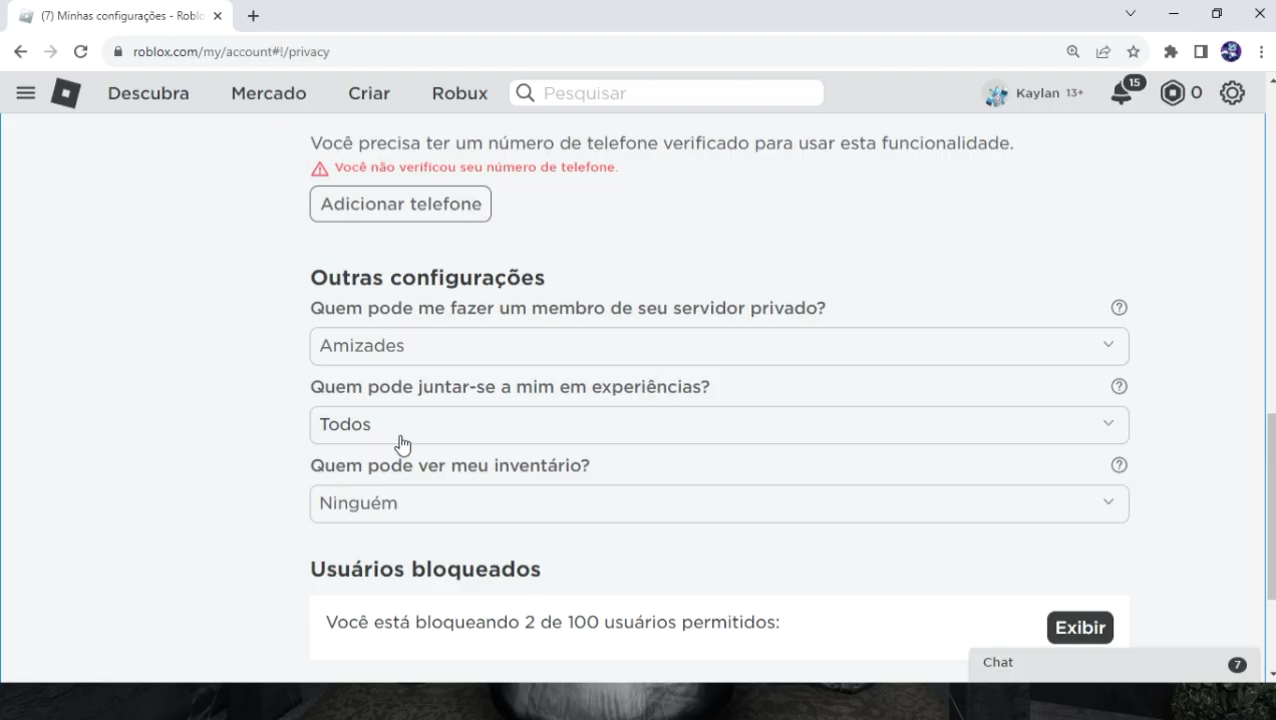 (7) Minhas configurações - Roblo
roblox.com/my/account#!/privacy
Descubra Mercado Criar Robux Pesquisar Kaylan 13+ 15 0
Você precisa ter um número de telefone verificado para usar esta funcionalidade.
Você não verificou seu número de telefone.
Adicionar telefone
Outras configurações
Quem pode me fazer um membro de seu servidor privado?
Amizades
Quem pode juntar-se a mim em experiências?
Todos
Quem pode ver meu inventário?
Ninguém
Usuários bloqueados
Você está bloqueando 2 de 100 usuários permitidos:
Exibir
Chat 7